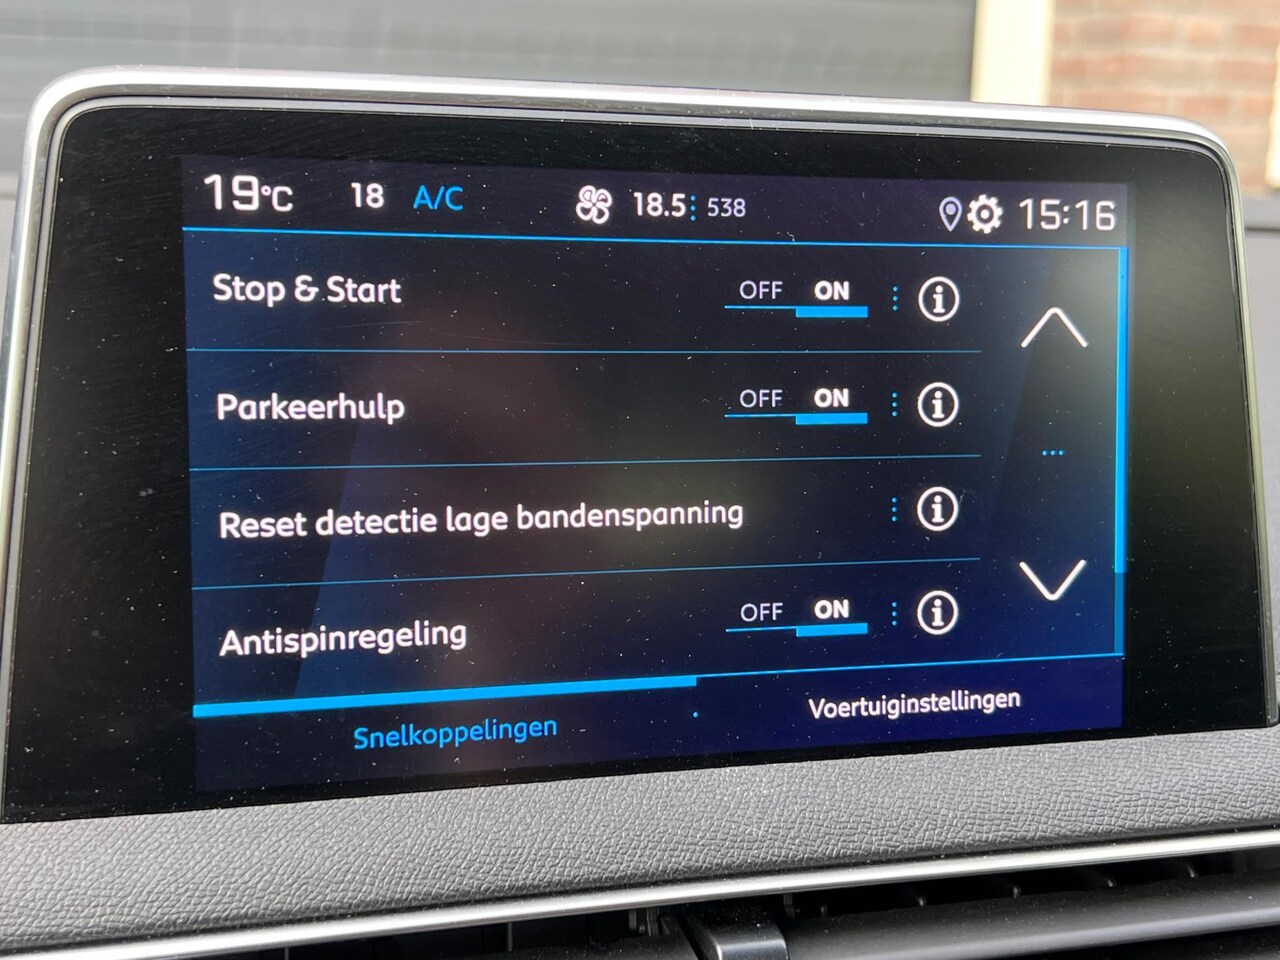 19°C 18 A/C 18.5 538 15:16
Stop & Start OFF ON
Parkeerhulp OFF ON
Reset detectie lage bandenspanning
Antispinregeling OFF ON
Snelkoppelingen Voertuiginstellingen